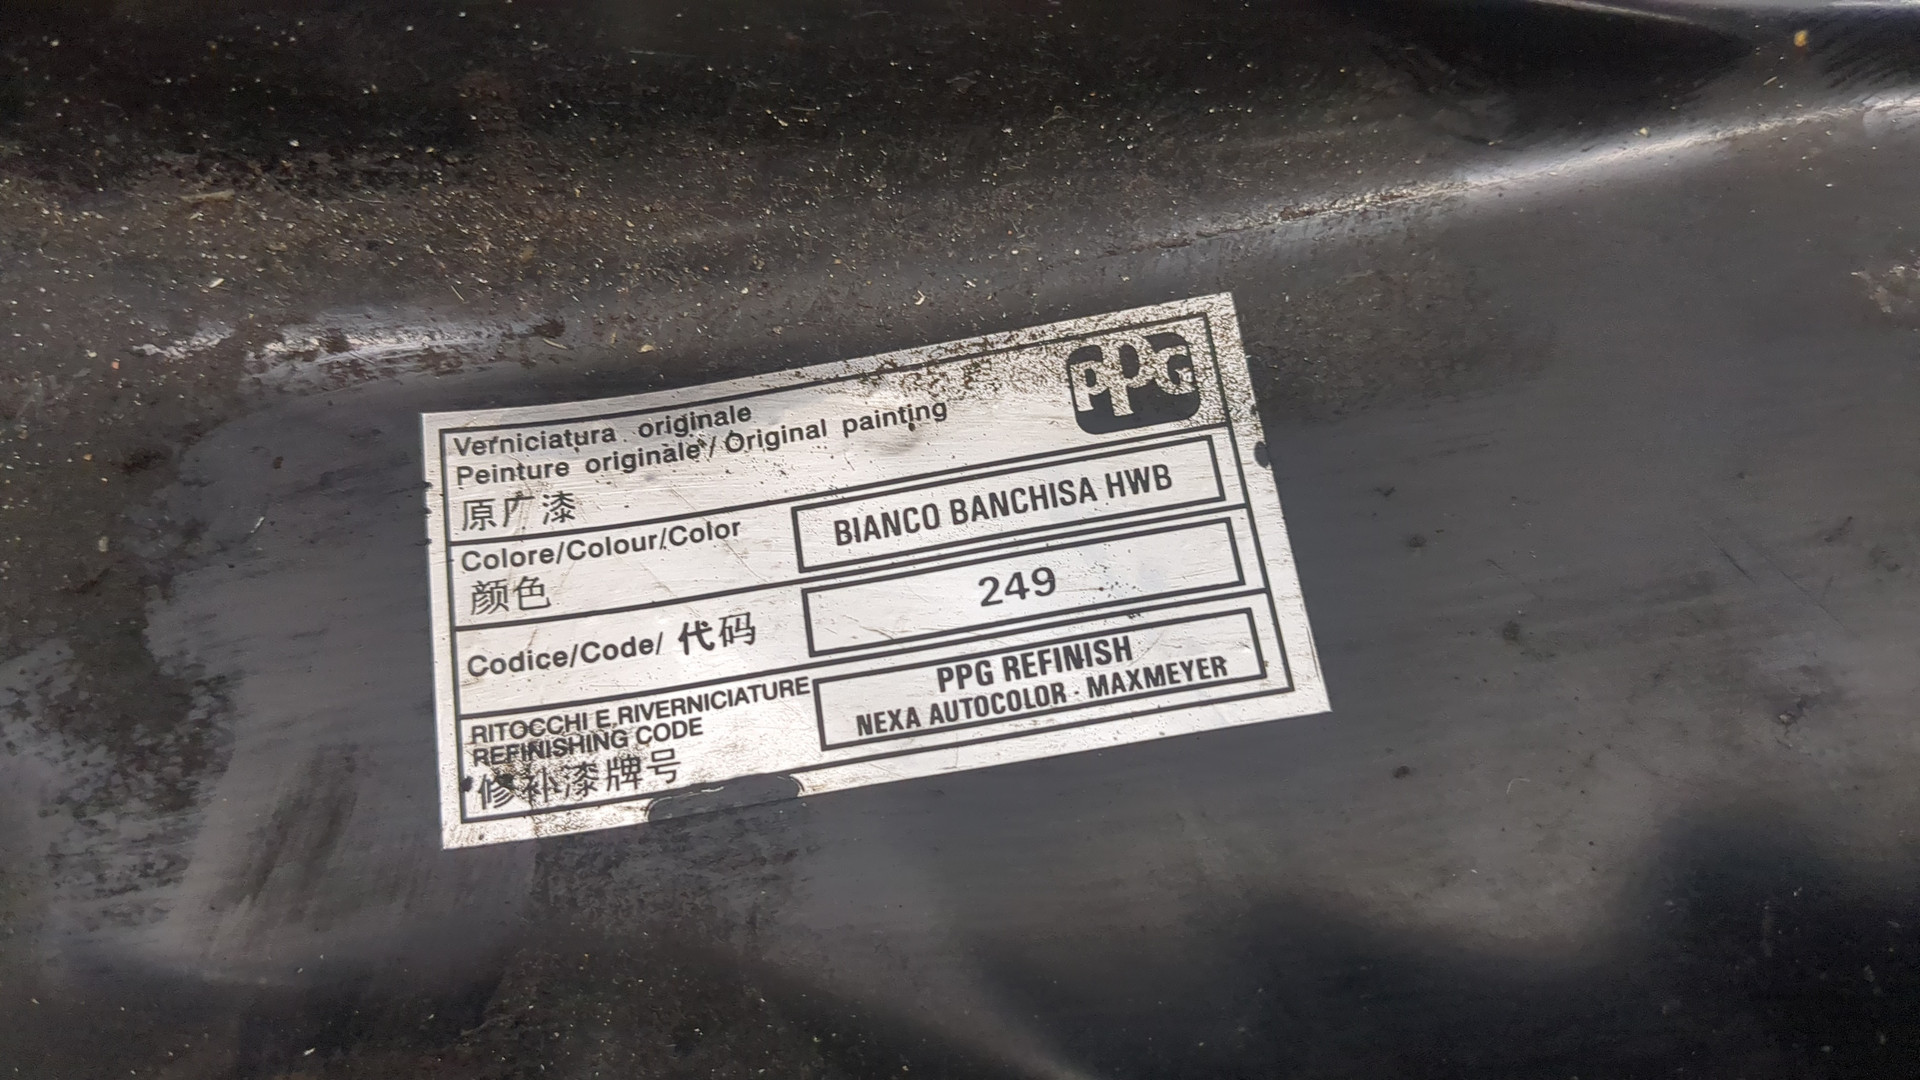 PPG
Verniciatura originale
Peinture originale / Original painting
原广漆
Colore/Colour/Color
颜色
BIANCO BANCHISA HWB
Codice/Code/ 代码
249
RITOCCHI E RIVERNICIATURE
REFINISHING CODE
修补漆牌号
PPG REFINISH
NEXA AUTOCOLOR · MAXMEYER